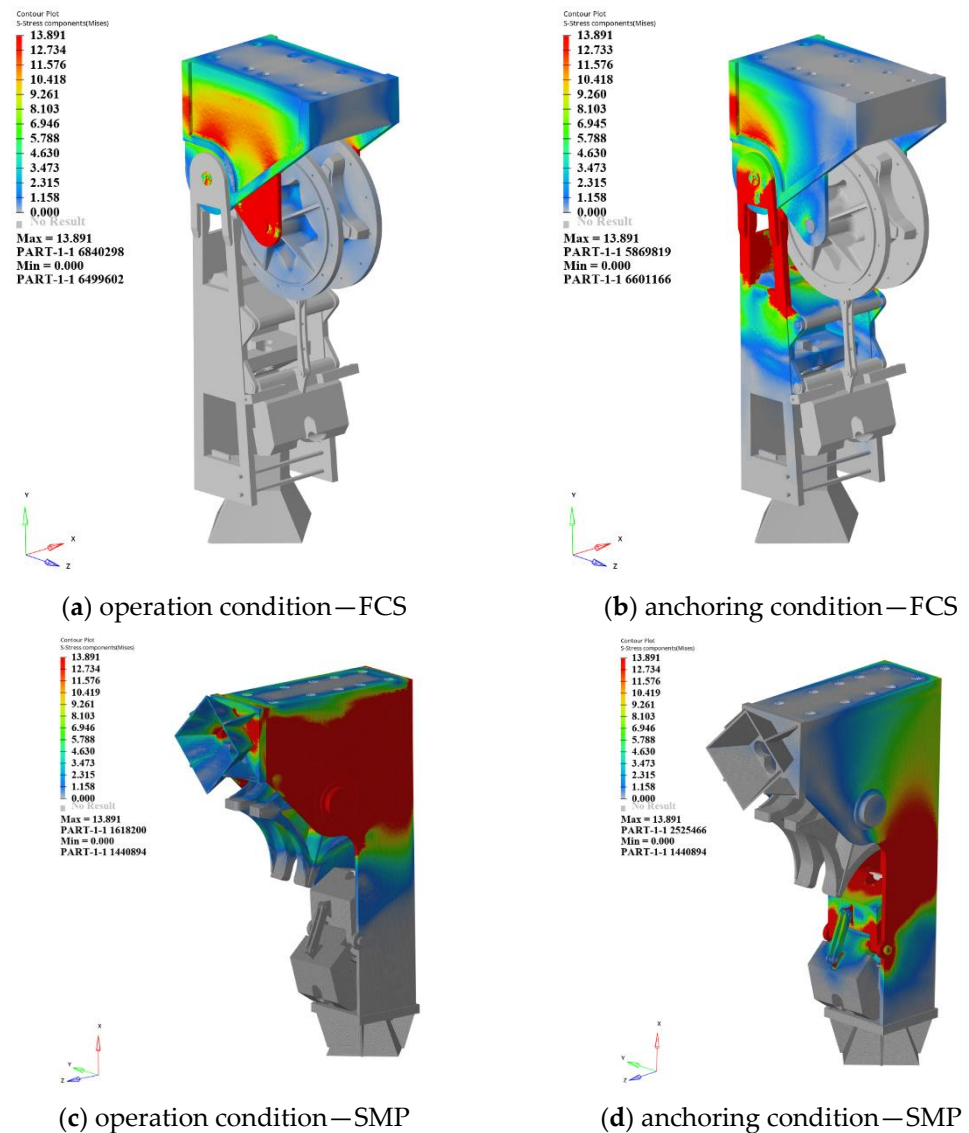 Contour Plot
S-Stress components(Mises)
13.891
12.734
11.576
10.418
9.261
8.103
6.946
5.788
4.630
3.473
2.315
1.158
0.000
No Result
Max = 13.891
PART-1-1 6840298
Min = 0.000
PART-1-1 6499602
Y
X
Z
(a) operation condition—FCS
Contour Plot
S-Stress components(Mises)
13.891
12.733
11.576
10.418
9.260
8.103
6.945
5.788
4.630
3.473
2.315
1.158
0.000
No Result
Max = 13.891
PART-1-1 5869819
Min = 0.000
PART-1-1 6601166
Y
X
Z
(b) anchoring condition—FCS
Contour Plot
S-Stress components(Mises)
13.891
12.734
11.576
10.419
9.261
8.103
6.946
5.788
4.630
3.473
2.315
1.158
0.000
No Result
Max = 13.891
PART-1-1 1618200
Min = 0.000
PART-1-1 1440894
X
Y
Z
(c) operation condition—SMP
Contour Plot
S-Stress components(Mises)
13.891
12.734
11.576
10.418
9.261
8.103
6.946
5.788
4.630
3.473
2.315
1.158
0.000
No Result
Max = 13.891
PART-1-1 2525466
Min = 0.000
PART-1-1 1440894
X
Y
Z
(d) anchoring condition—SMP